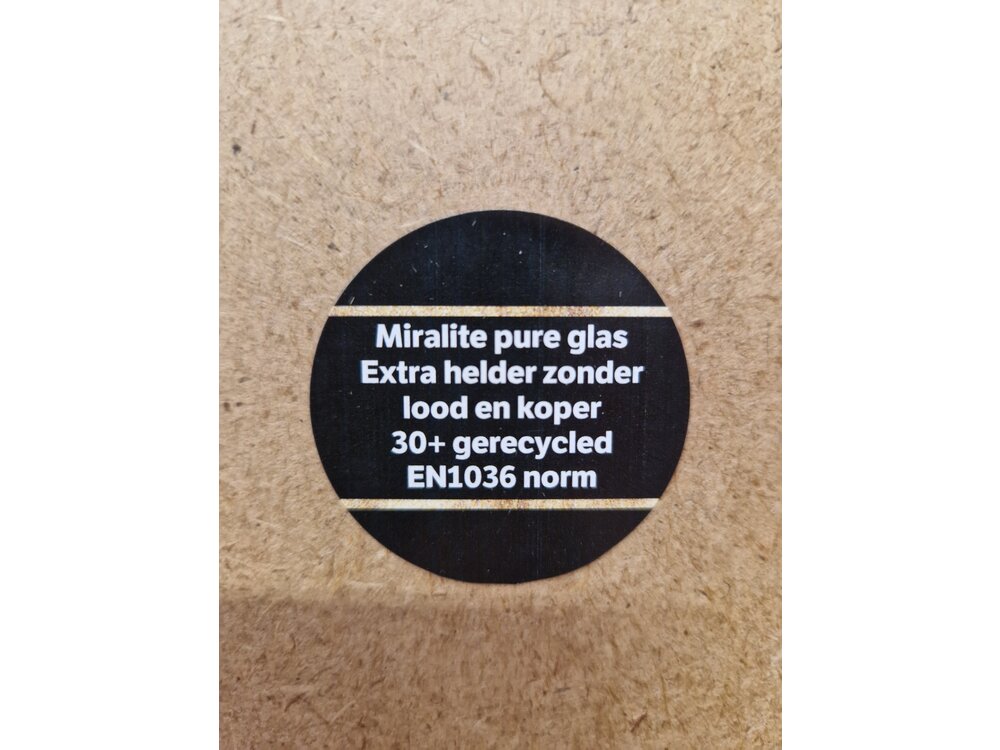 Miralite pure glas
Extra helder zonder
lood en koper
30+ gerecycled
EN1036 norm